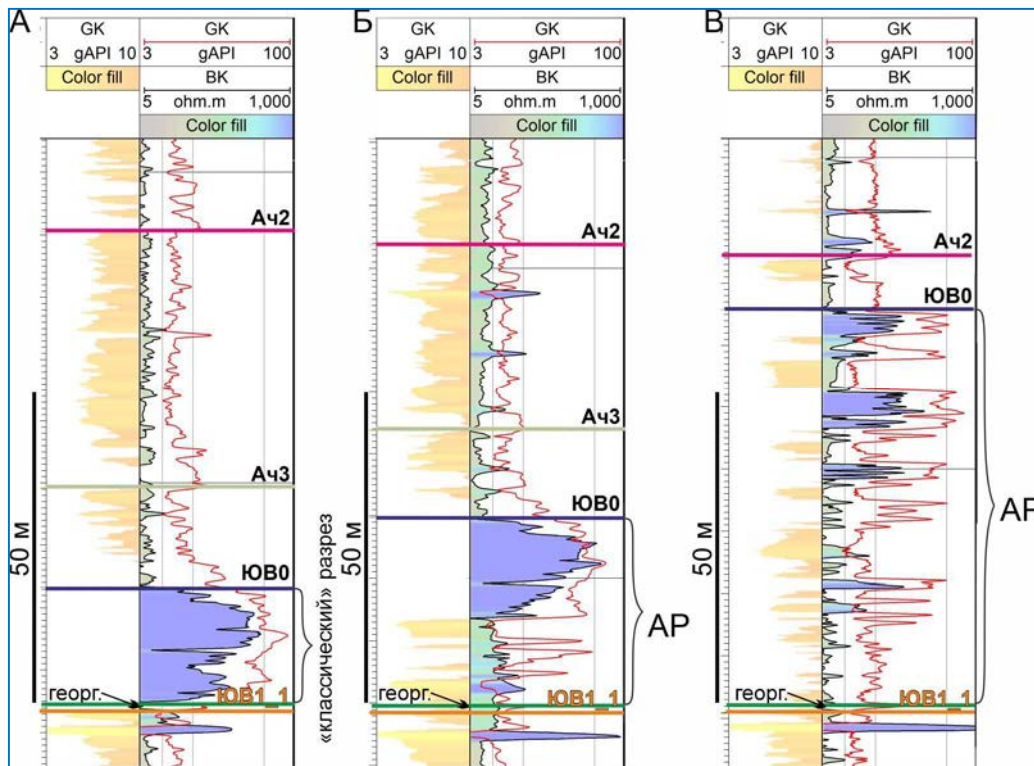 А
GK
3 gAPI 10
Color fill
GK
3 gAPI 100
BK
5 ohm.m 1,000
Color fill
Ач2
Ач3
ЮВ0
50 м
«классический» разрез
георг.
ЮВ1_1
Б
GK
3 gAPI 10
Color fill
GK
3 gAPI 100
BK
5 ohm.m 1,000
Color fill
Ач2
Ач3
ЮВ0
50 м
АР
георг.
ЮВ1_1
В
GK
3 gAPI 10
Color fill
GK
3 gAPI 100
BK
5 ohm.m 1,000
Color fill
Ач2
ЮВ0
50 м
АР
георг.
ЮВ1_1